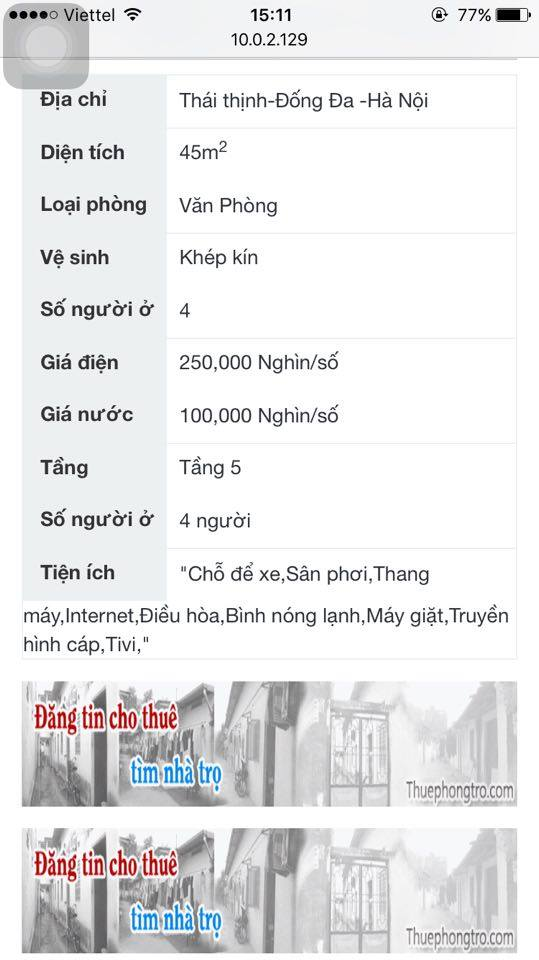 Viettel 15:11 77%
10.0.2.129
Địa chỉ Thái thịnh-Đống Đa -Hà Nội
Diện tích 45m²
Loại phòng Văn Phòng
Vệ sinh Khép kín
Số người ở 4
Giá điện 250,000 Nghìn/số
Giá nước 100,000 Nghìn/số
Tầng Tầng 5
Số người ở 4 người
Tiện ích "Chỗ để xe,Sân phơi,Thang
máy,Internet,Điều hòa,Bình nóng lạnh,Máy giặt,Truyền
hình cáp,Tivi,"
Đăng tin cho thuê
tìm nhà trọ
Thuephongtro.com
Đăng tin cho thuê
tìm nhà trọ
Thuephongtro.com